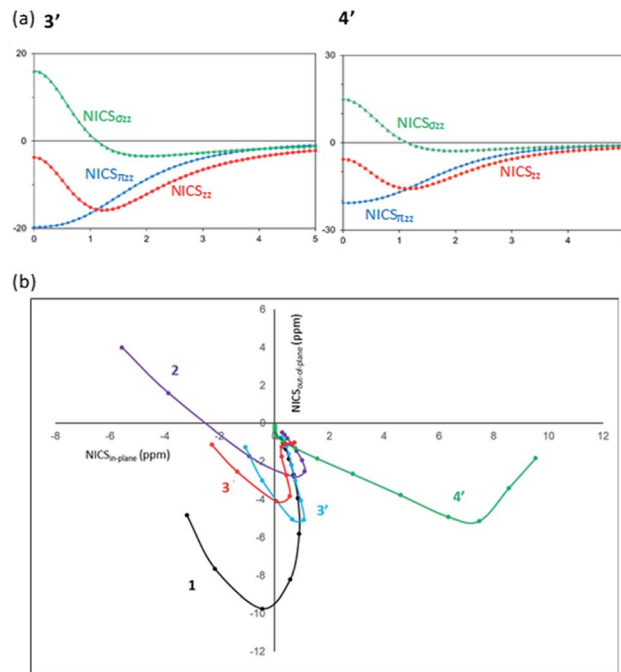 (a) 3’ 4’
20
10
0
-10
-20
0 1 2 3 4 5
NICSσzz
NICSπzz
NICSzz
30
0
-30
0 1 2 3 4
NICSσzz
NICSzz
NICSπzz
(b)
6
4
2
0
-2
-4
-6
-8
-10
-12
-8 -6 -4 -2 0 2 4 6 8 10 12
NICSout-of-plane (ppm)
NICSin-plane (ppm)
2
3
3’
4’
1